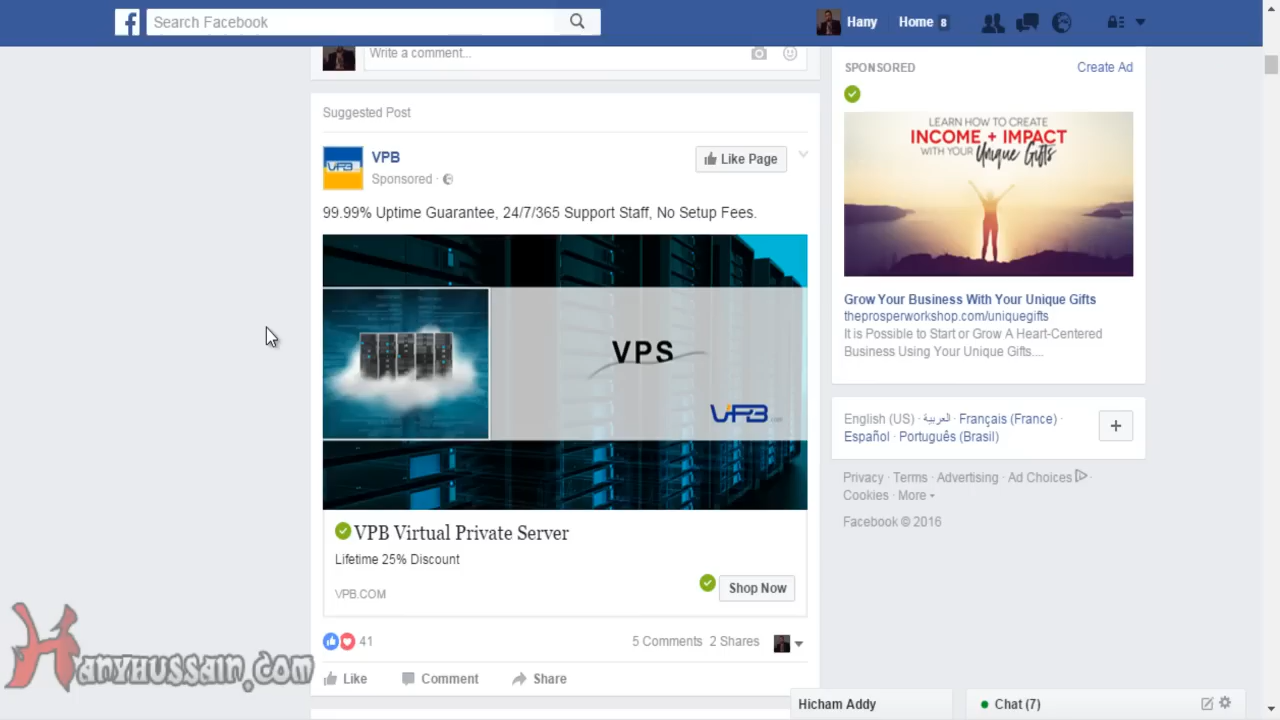 Search Facebook
Hany
Home 8
Write a comment...
Suggested Post
VPB
VPB
Sponsored ·
Like Page
99.99% Uptime Guarantee, 24/7/365 Support Staff, No Setup Fees.
VPS
VPB.com
VPB Virtual Private Server
Lifetime 25% Discount
VPB.COM
Shop Now
41
5 Comments 2 Shares
Like
Comment
Share
SPONSORED
Create Ad
LEARN HOW TO CREATE
INCOME + IMPACT
WITH YOUR Unique Gifts
Grow Your Business With Your Unique Gifts
theprosperworkshop.com/uniquegifts
It is Possible to Start or Grow A Heart-Centered
Business Using Your Unique Gifts....
English (US) · العربية · Français (France) ·
Español · Português (Brasil)
+
Privacy · Terms · Advertising · Ad Choices ·
Cookies · More
Facebook © 2016
HanyHussain.com
Hicham Addy
Chat (7)